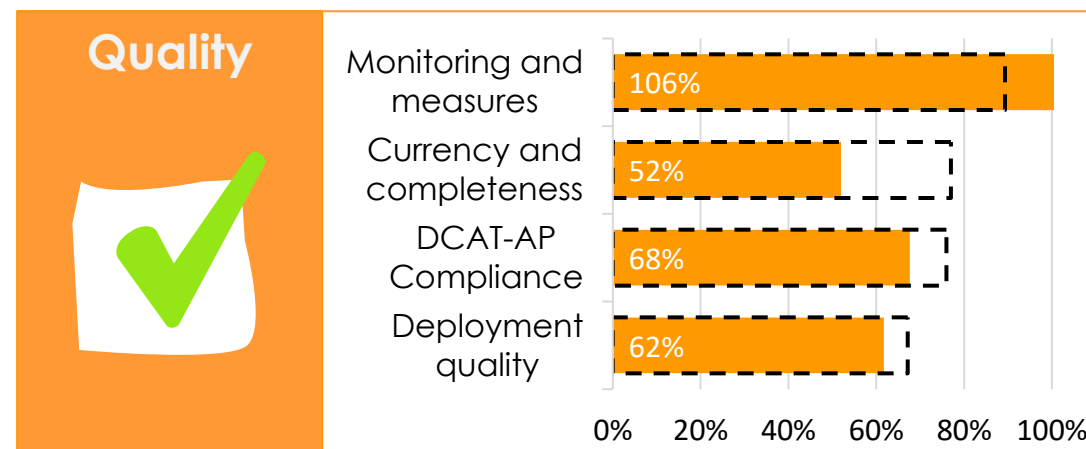 Quality
Monitoring and
measures
106%
Currency and
completeness
52%
DCAT-AP
Compliance
68%
Deployment
quality
62%
0% 20% 40% 60% 80% 100%